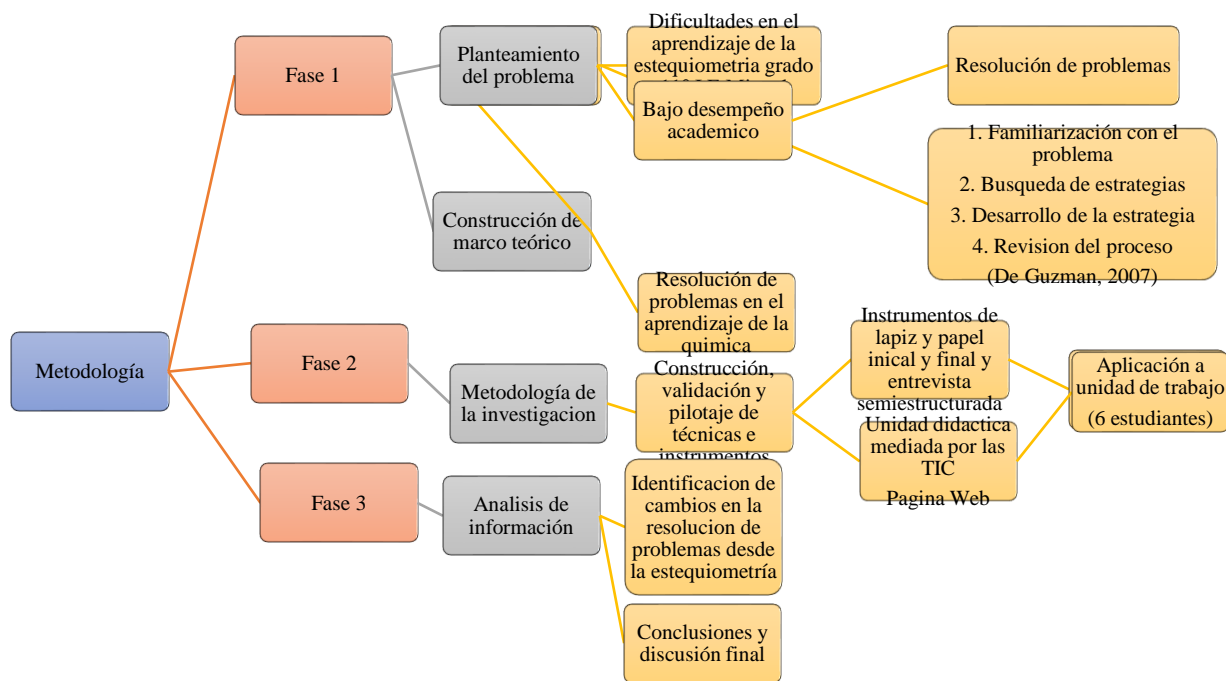 Metodología
Fase 1
Planteamiento
del problema
Dificultades en el
aprendizaje de la
estequiometria grado
Bajo desempeño
academico
Resolución de problemas
1. Familiarización con el
problema
2. Busqueda de estrategias
3. Desarrollo de la estrategia
4. Revision del proceso
(De Guzman, 2007)
Construcción de
marco teórico
Resolución de
problemas en el
aprendizaje de la
quimica
Fase 2
Metodología de
la investigacion
Construcción,
validación y
pilotaje de
técnicas e
instrumentos
Instrumentos de
lapiz y papel
inical y final y
entrevista
semiestructurada
Unidad didactica
mediada por las
TIC
Pagina Web
Aplicación a
unidad de trabajo
(6 estudiantes)
Fase 3
Analisis de
información
Identificacion de
cambios en la
resolucion de
problemas desde
la estequiometría
Conclusiones y
discusión final